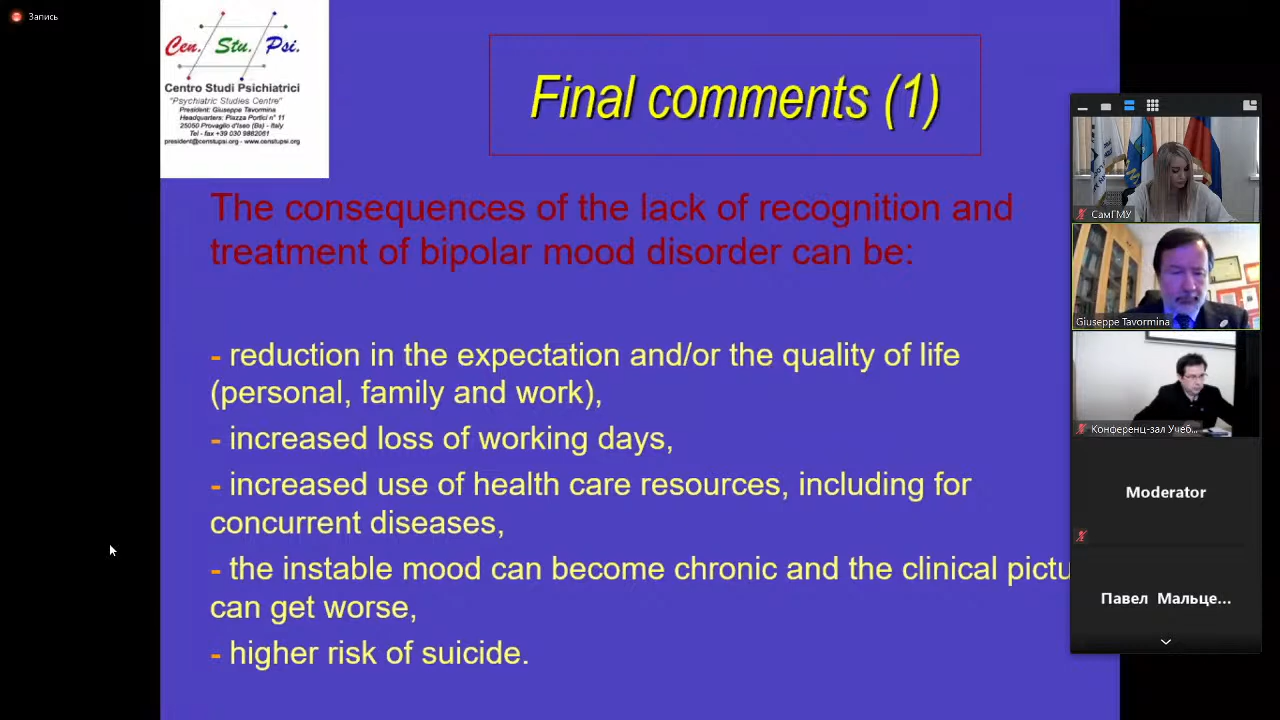 Запись
Cen. Stu. Psi.
Centro Studi Psichiatrici
"Psychiatric Studies Centre"
President: Giuseppe Tavormina
Headquarters: Piazza Portici n° 11
25050 Provaglio d'Iseo (Bs) - Italy
Tel - fax +39 030 9882081
president@censtupsi.org - www.censtupsi.org
Final comments (1)
The consequences of the lack of recognition and
treatment of bipolar mood disorder can be:
- reduction in the expectation and/or the quality of life
(personal, family and work),
- increased loss of working days,
- increased use of health care resources, including for
concurrent diseases,
- the instable mood can become chronic and the clinical pictu
can get worse,
- higher risk of suicide.
СамГМУ
Giuseppe Tavormina
Конференц-зал Учеб...
Moderator
Павел Мальце...